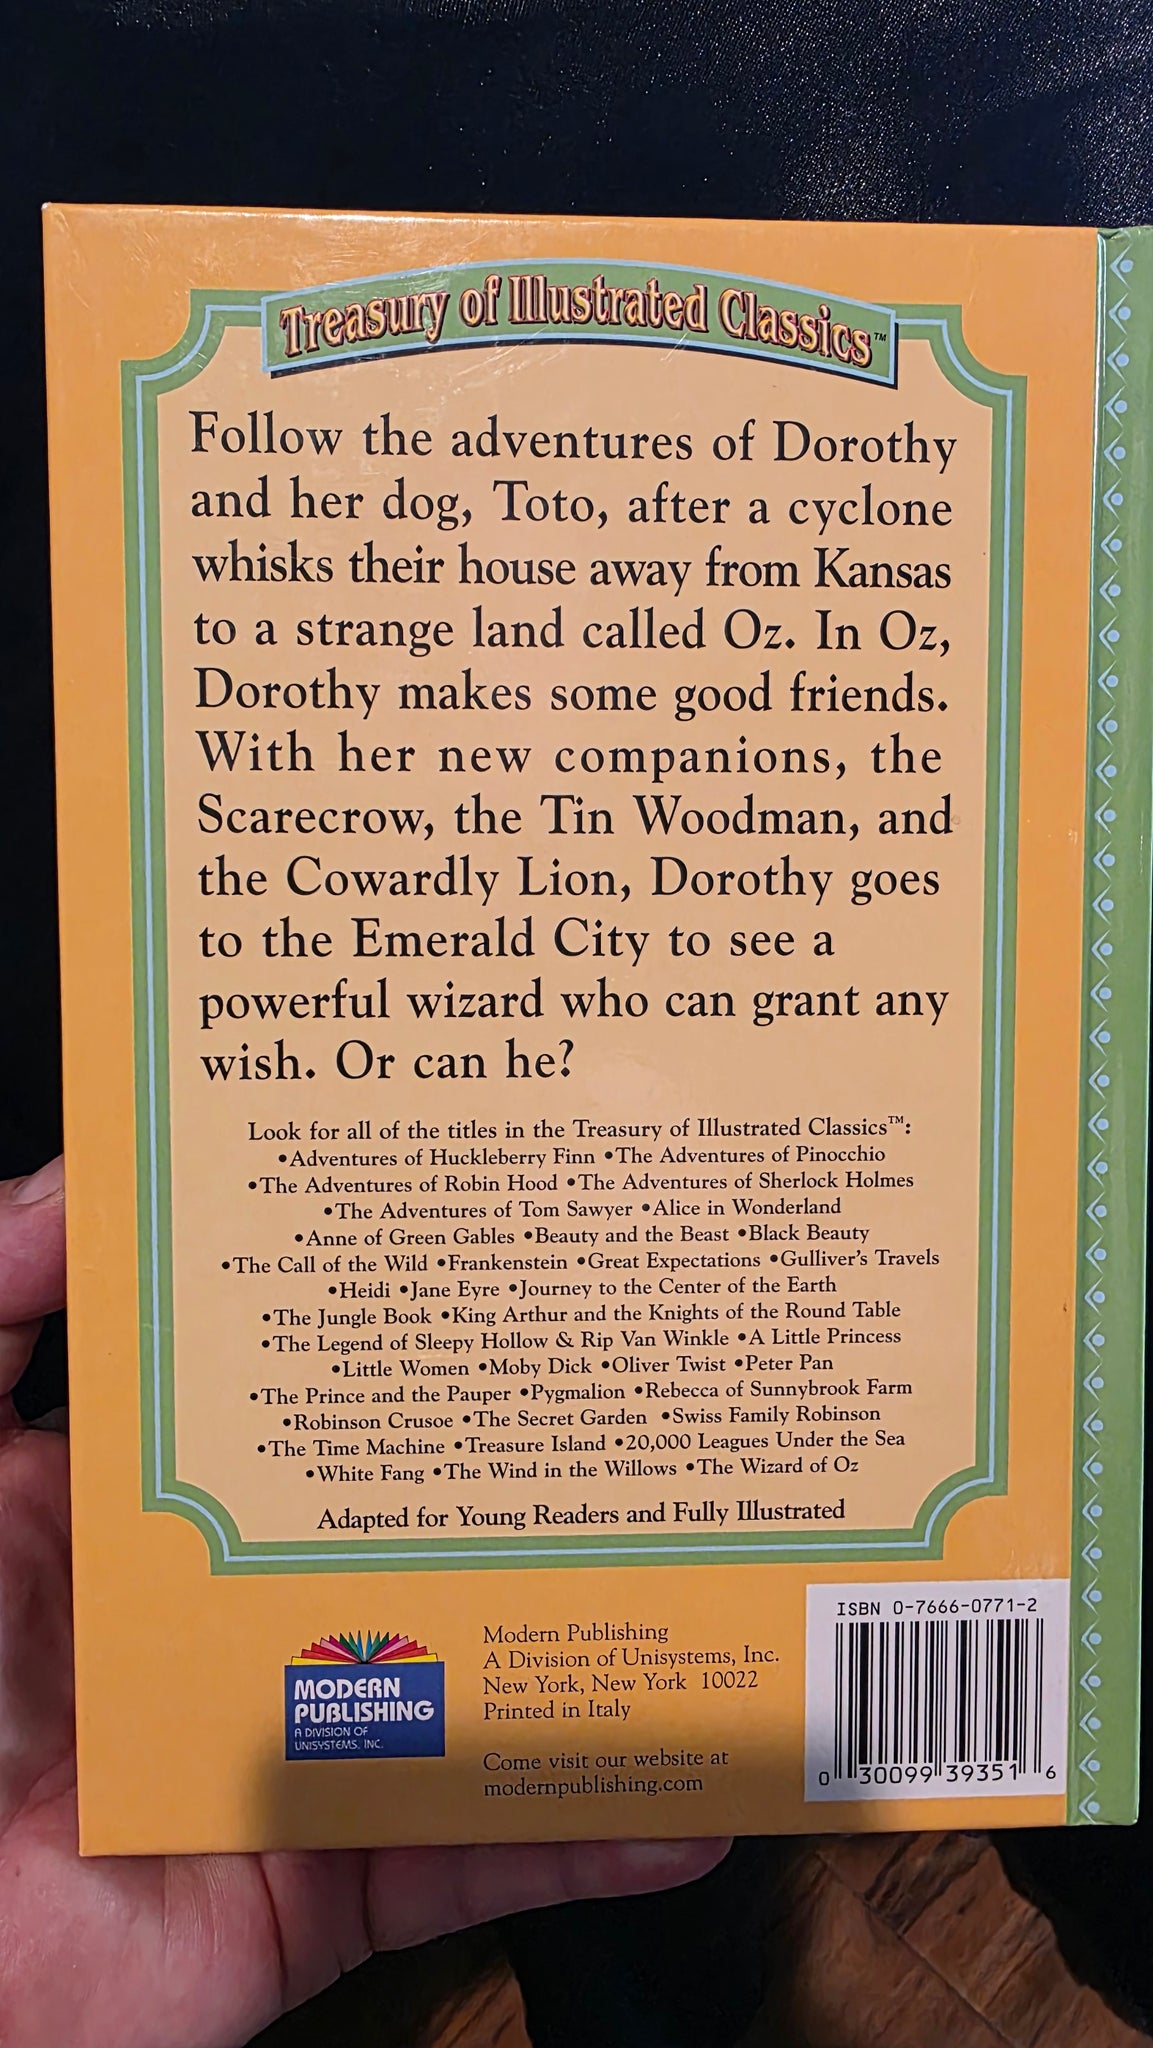 Treasury of Illustrated Classics™
Follow the adventures of Dorothy
and her dog, Toto, after a cyclone
whisks their house away from Kansas
to a strange land called Oz. In Oz,
Dorothy makes some good friends.
With her new companions, the
Scarecrow, the Tin Woodman, and
the Cowardly Lion, Dorothy goes
to the Emerald City to see a
powerful wizard who can grant any
wish. Or can he?
Look for all of the titles in the Treasury of Illustrated Classics™:
•Adventures of Huckleberry Finn •The Adventures of Pinocchio
•The Adventures of Robin Hood •The Adventures of Sherlock Holmes
•The Adventures of Tom Sawyer •Alice in Wonderland
•Anne of Green Gables •Beauty and the Beast •Black Beauty
•The Call of the Wild •Frankenstein •Great Expectations •Gulliver's Travels
•Heidi •Jane Eyre •Journey to the Center of the Earth
•The Jungle Book •King Arthur and the Knights of the Round Table
•The Legend of Sleepy Hollow & Rip Van Winkle •A Little Princess
•Little Women •Moby Dick •Oliver Twist •Peter Pan
•The Prince and the Pauper •Pygmalion •Rebecca of Sunnybrook Farm
•Robinson Crusoe •The Secret Garden •Swiss Family Robinson
•The Time Machine •Treasure Island •20,000 Leagues Under the Sea
•White Fang •The Wind in the Willows •The Wizard of Oz
Adapted for Young Readers and Fully Illustrated
MODERN
PUBLISHING
A DIVISION OF
UNISYSTEMS, INC.
Modern Publishing
A Division of Unisystems, Inc.
New York, New York 10022
Printed in Italy
Come visit our website at
modernpublishing.com
ISBN 0-7666-0771-2
0 30099 39351 6